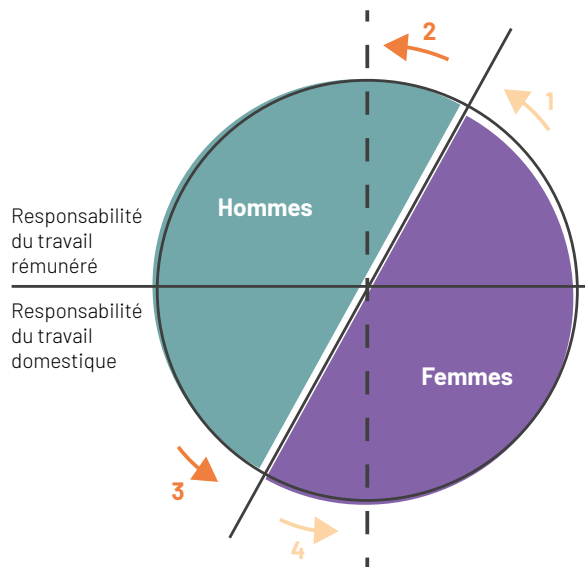 2
1
Hommes
Responsabilité
du travail
rémunéré
Responsabilité
du travail
domestique
Femmes
3
4